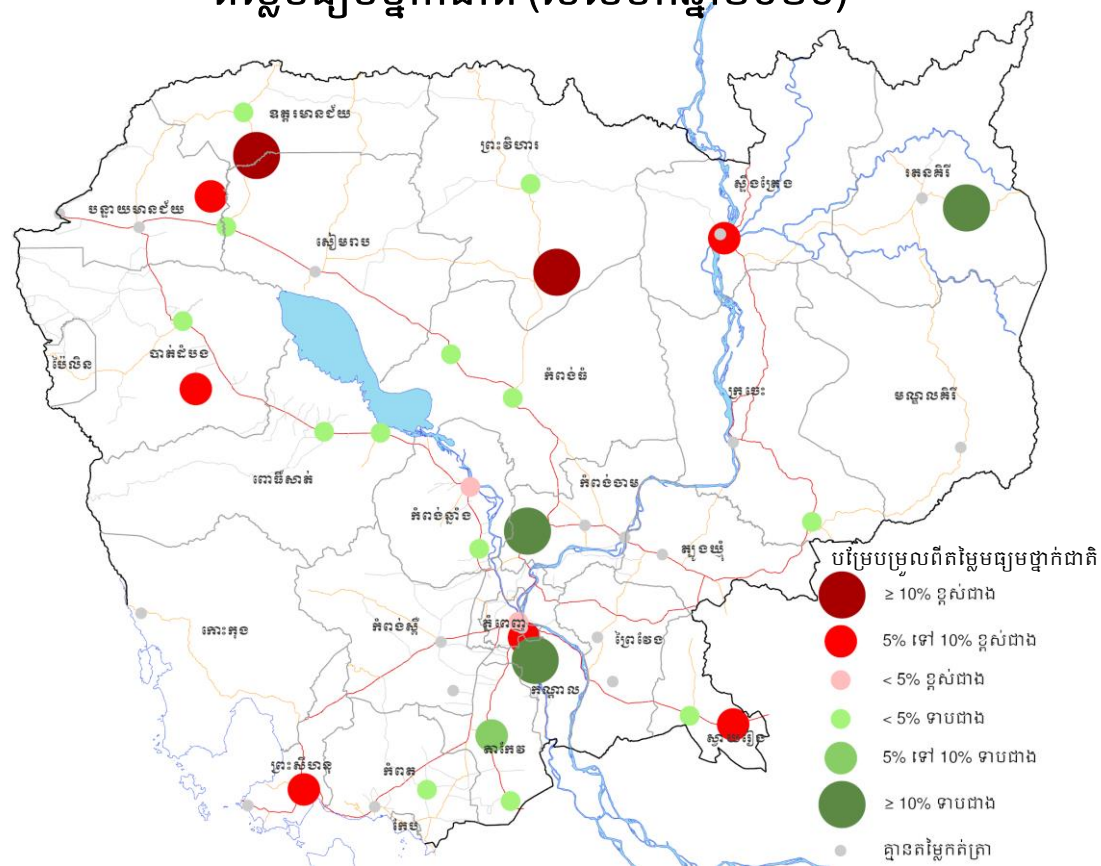 ឧត្តរមានជ័យ
ព្រះវិហារ
ស្ទឹងត្រែង
រតនគិរី
បន្ទាយមានជ័យ
សៀមរាប
ប៉ៃលិន
បាត់ដំបង
កំពង់ធំ
ក្រចេះ
មណ្ឌលគិរី
ពោធិ៍សាត់
កំពង់ចាម
កំពង់ឆ្នាំង
ត្បូងឃ្មុំ
បម្រែបម្រួលពីតម្លៃមធ្យមថ្នាក់ជាតិ
≥ 10% ខ្ពស់ជាង
កោះកុង
កំពង់ស្ពឺ
ភ្នំពេញ
ព្រៃវែង
5% ទៅ 10% ខ្ពស់ជាង
< 5% ខ្ពស់ជាង
កណ្តាល
< 5% ទាបជាង
តាកែវ
ស្វាយរៀង
5% ទៅ 10% ទាបជាង
ព្រះសីហនុ
កំពត
≥ 10% ទាបជាង
កែប
គ្មានតម្លៃកត់ត្រា